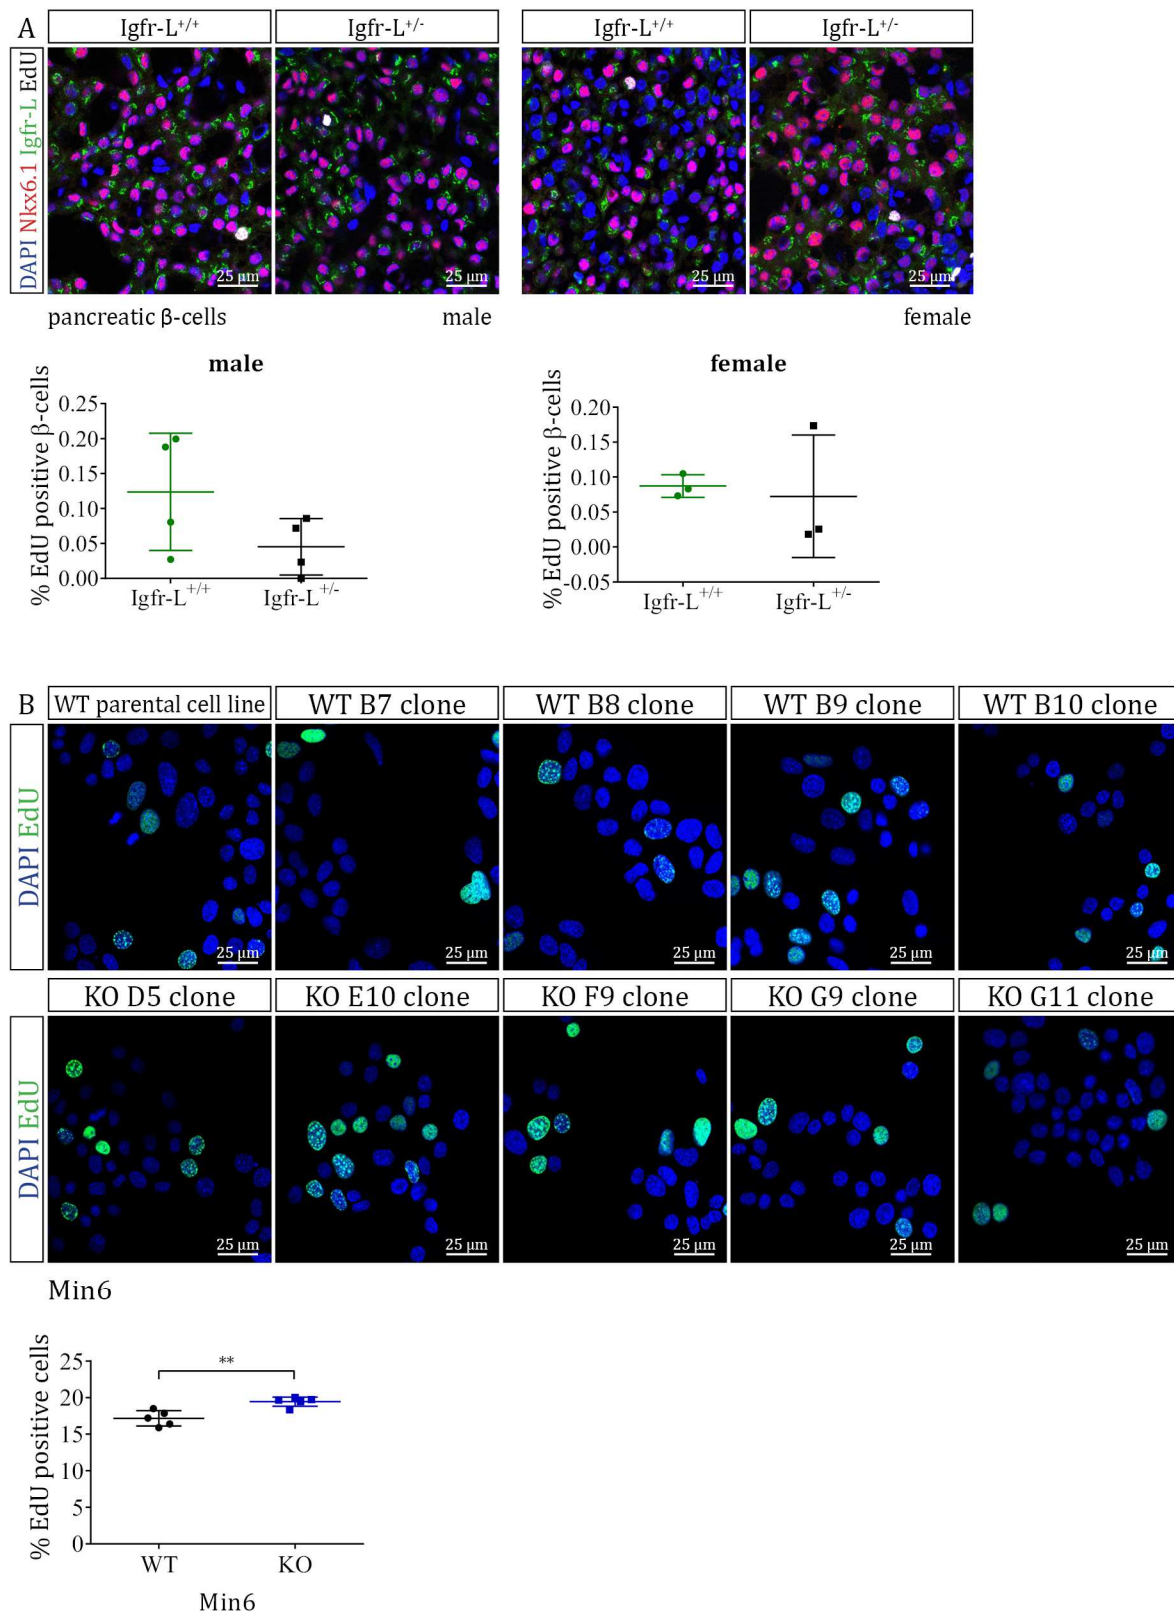 A
Igfr-L+/+
Igfr-L+/-
Igfr-L+/+
Igfr-L+/-
DAPI Nkx6.1 Igfr-L EdU
25 µm
25 µm
25 µm
25 µm
pancreatic β-cells
male
female
male
% EdU positive β-cells
0.25
0.20
0.15
0.10
0.05
0.00
Igfr-L+/+
Igfr-L+/-
female
% EdU positive β-cells
0.20
0.15
0.10
0.05
0.00
-0.05
Igfr-L+/+
Igfr-L+/-
B
WT parental cell line
WT B7 clone
WT B8 clone
WT B9 clone
WT B10 clone
DAPI EdU
25 µm
25 µm
25 µm
25 µm
25 µm
KO D5 clone
KO E10 clone
KO F9 clone
KO G9 clone
KO G11 clone
DAPI EdU
25 µm
25 µm
25 µm
25 µm
25 µm
Min6
% EdU positive cells
25
20
15
10
5
0
**
WT
KO
Min6